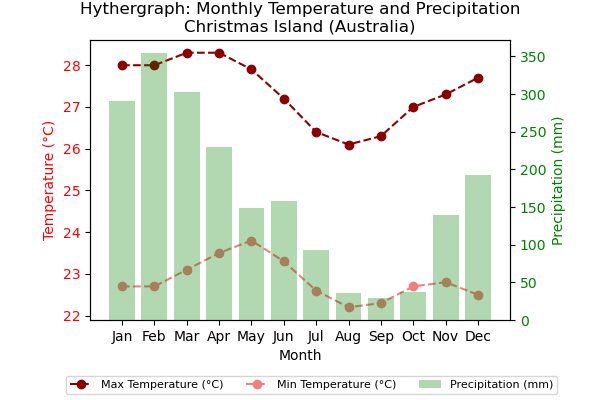 Hythergraph: Monthly Temperature and Precipitation
Christmas Island (Australia)
Temperature (°C)
28
27
26
25
24
23
22
350
300
250
200
150
100
50
0
Precipitation (mm)
Jan Feb Mar Apr May Jun Jul Aug Sep Oct Nov Dec
Month
Max Temperature (°C) Min Temperature (°C) Precipitation (mm)